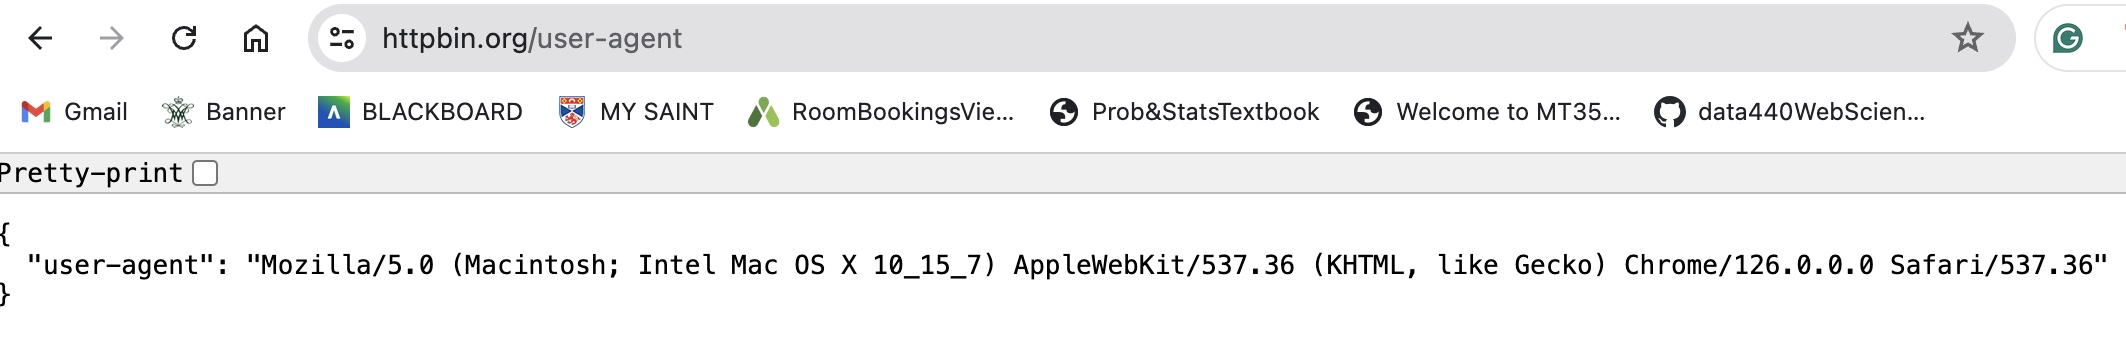 httpbin.org/user-agent
Gmail Banner BLACKBOARD MY SAINT RoomBookingsVie... Prob&StatsTextbook Welcome to MT35... data440WebScien...
Pretty-print
{
"user-agent": "Mozilla/5.0 (Macintosh; Intel Mac OS X 10_15_7) AppleWebKit/537.36 (KHTML, like Gecko) Chrome/126.0.0.0 Safari/537.36"
}